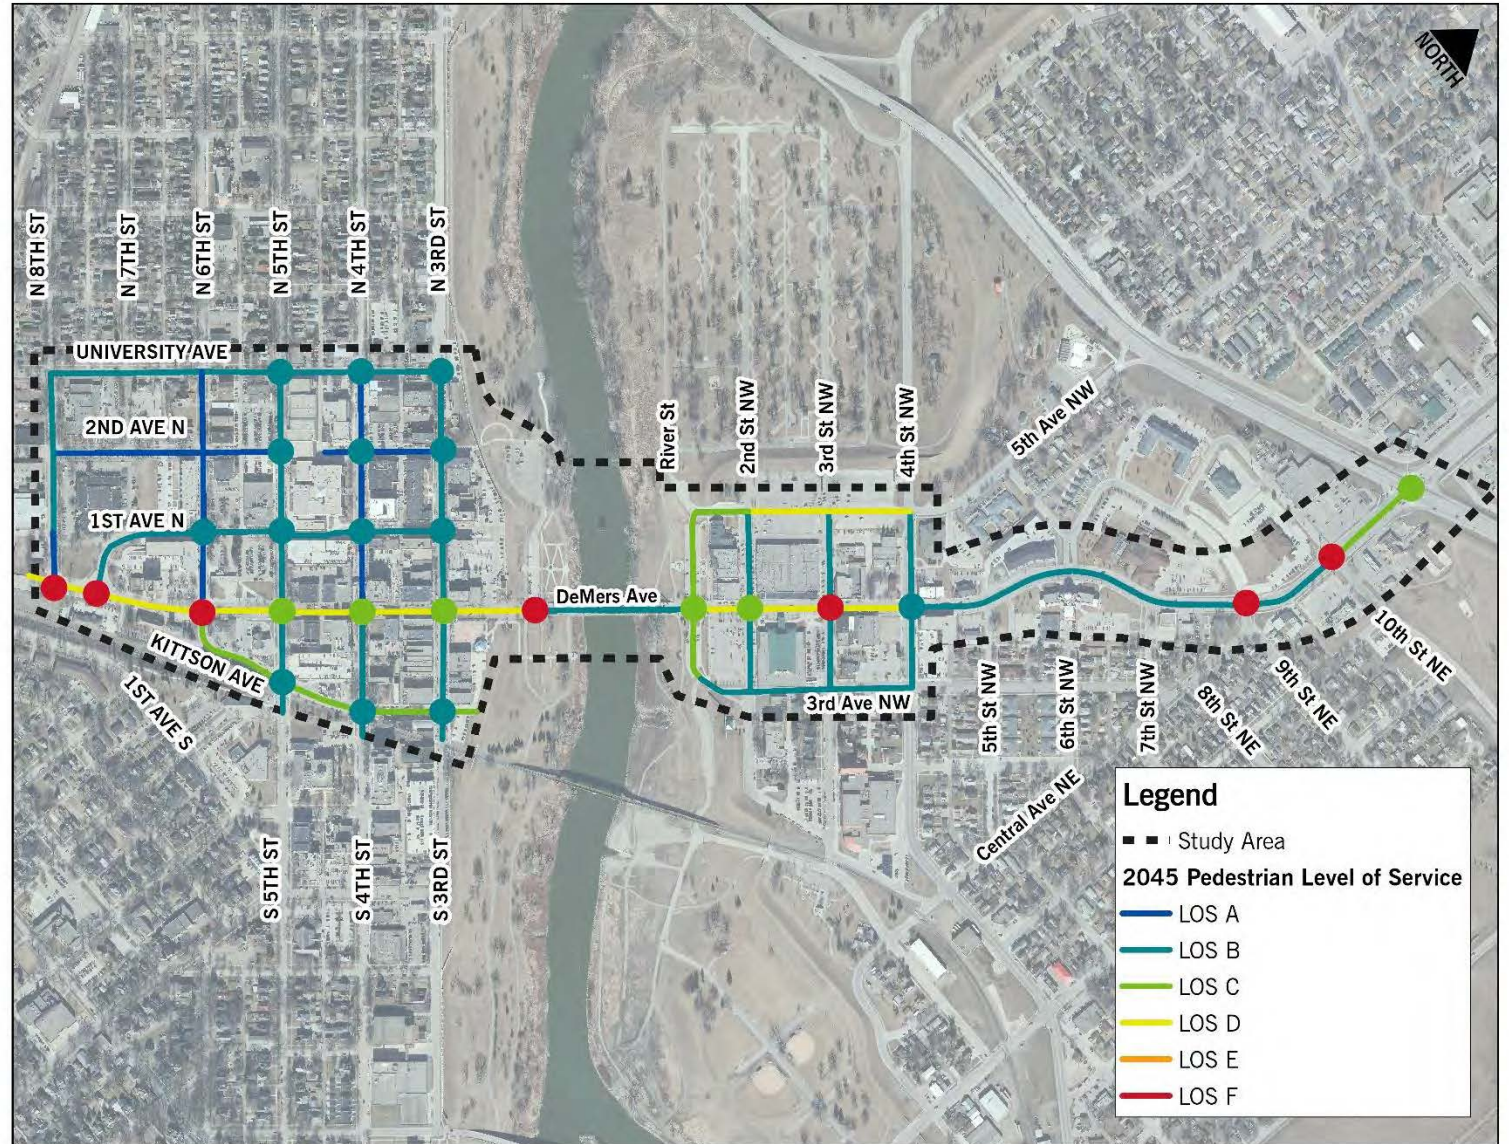 NORTH
N 8TH ST
N 7TH ST
N 6TH ST
N 5TH ST
N 4TH ST
N 3RD ST
UNIVERSITY AVE
2ND AVE N
1ST AVE N
KITTSON AVE
1ST AVE S
S 5TH ST
S 4TH ST
S 3RD ST
DeMers Ave
River St
2nd St NW
3rd St NW
4th St NW
5th Ave NW
3rd Ave NW
5th St NW
6th St NW
7th St NW
8th St NE
9th St NE
10th St NE
Central Ave NE
Legend
Study Area
2045 Pedestrian Level of Service
LOS A
LOS B
LOS C
LOS D
LOS E
LOS F